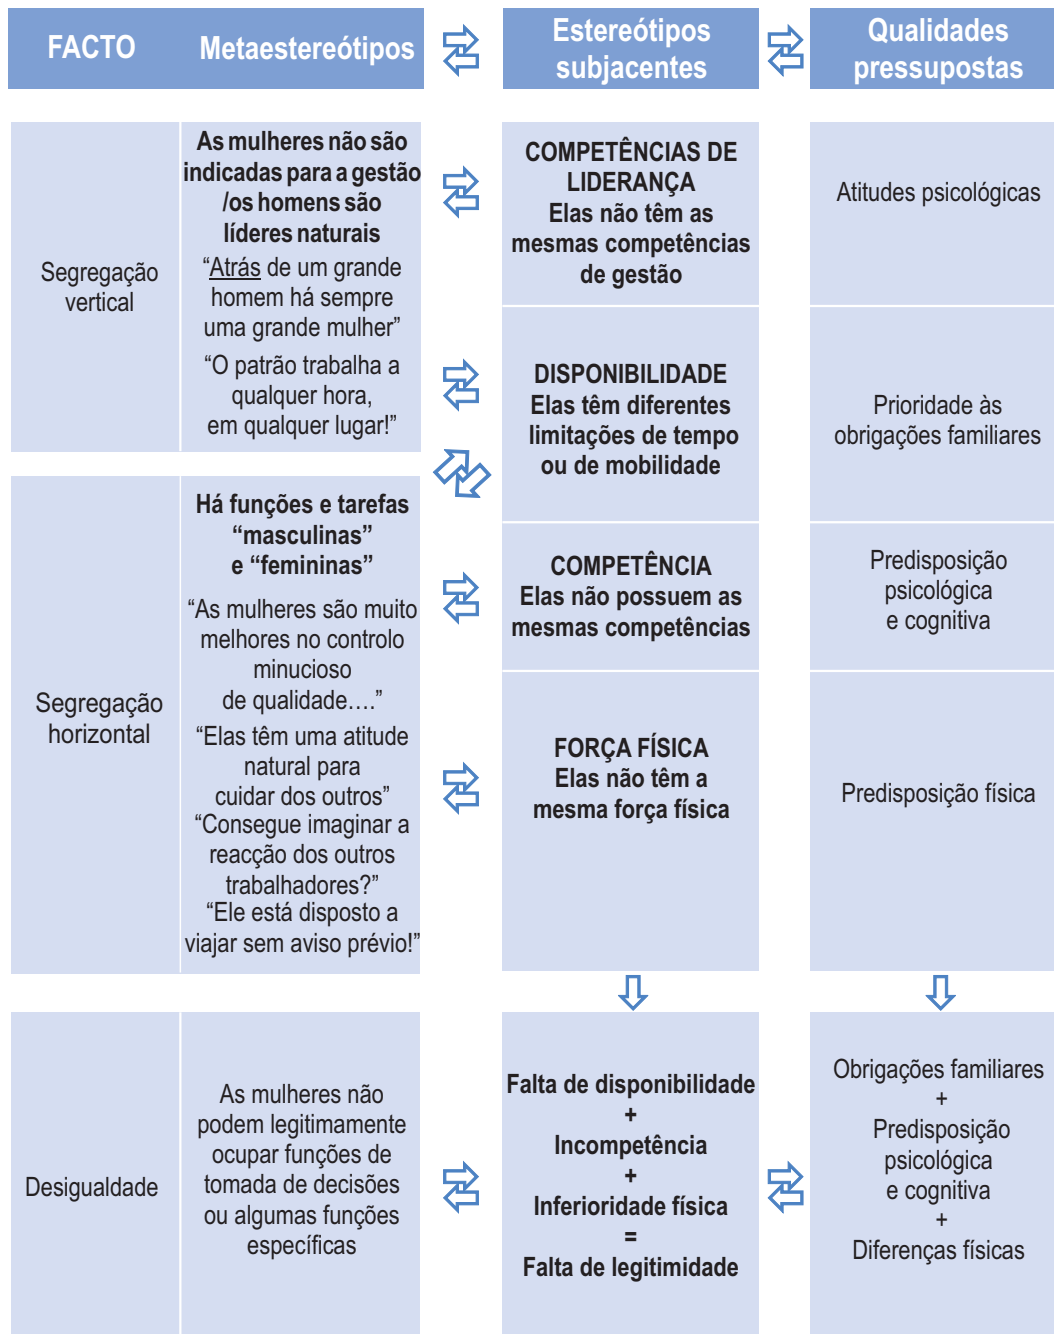 FACTO
Metaestereótipos
Estereótipos
subjacentes
Qualidades
pressupostas
Segregação
vertical
As mulheres não são
indicadas para a gestão
/os homens são
líderes naturais
“Atrás de um grande
homem há sempre
uma grande mulher”
“O patrão trabalha a
qualquer hora,
em qualquer lugar!”
COMPETÊNCIAS DE
LIDERANÇA
Elas não têm as
mesmas competências
de gestão
Atitudes psicológicas
DISPONIBILIDADE
Elas têm diferentes
limitações de tempo
ou de mobilidade
Prioridade às
obrigações familiares
Segregação
horizontal
Há funções e tarefas
“masculinas”
e “femininas”
“As mulheres são muito
melhores no controlo
minucioso
de qualidade….”
“Elas têm uma atitude
natural para
cuidar dos outros”
“Consegue imaginar a
reacção dos outros
trabalhadores?”
“Ele está disposto a
viajar sem aviso prévio!”
COMPETÊNCIA
Elas não possuem as
mesmas competências
Predisposição
psicológica
e cognitiva
FORÇA FÍSICA
Elas não têm a
mesma força física
Predisposição física
Desigualdade
As mulheres não
podem legitimamente
ocupar funções de
tomada de decisões
ou algumas funções
específicas
Falta de disponibilidade
+
Incompetência
+
Inferioridade física
=
Falta de legitimidade
Obrigações familiares
+
Predisposição
psicológica
e cognitiva
+
Diferenças físicas